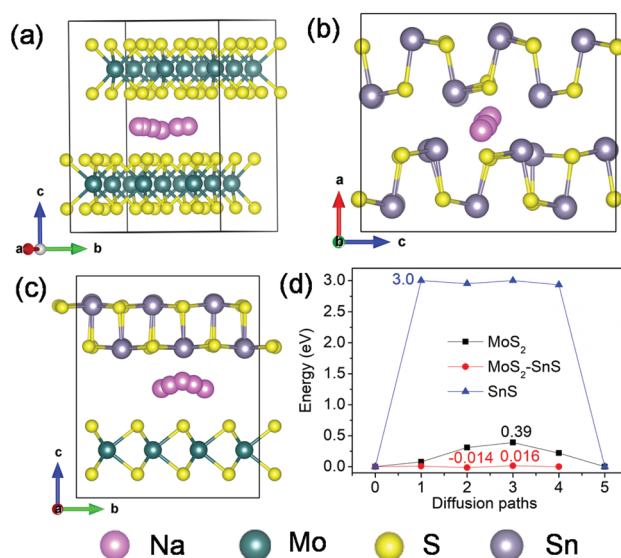 (a)
c
a
b
(b)
a
b
c
(c)
c
a
b
(d)
3.0
2.5
2.0
1.5
1.0
0.5
0.0
Energy (eV)
3.0
MoS2
MoS2-SnS
SnS
0.39
-0.014 0.016
0 1 2 3 4 5
Diffusion paths
Na Mo S Sn